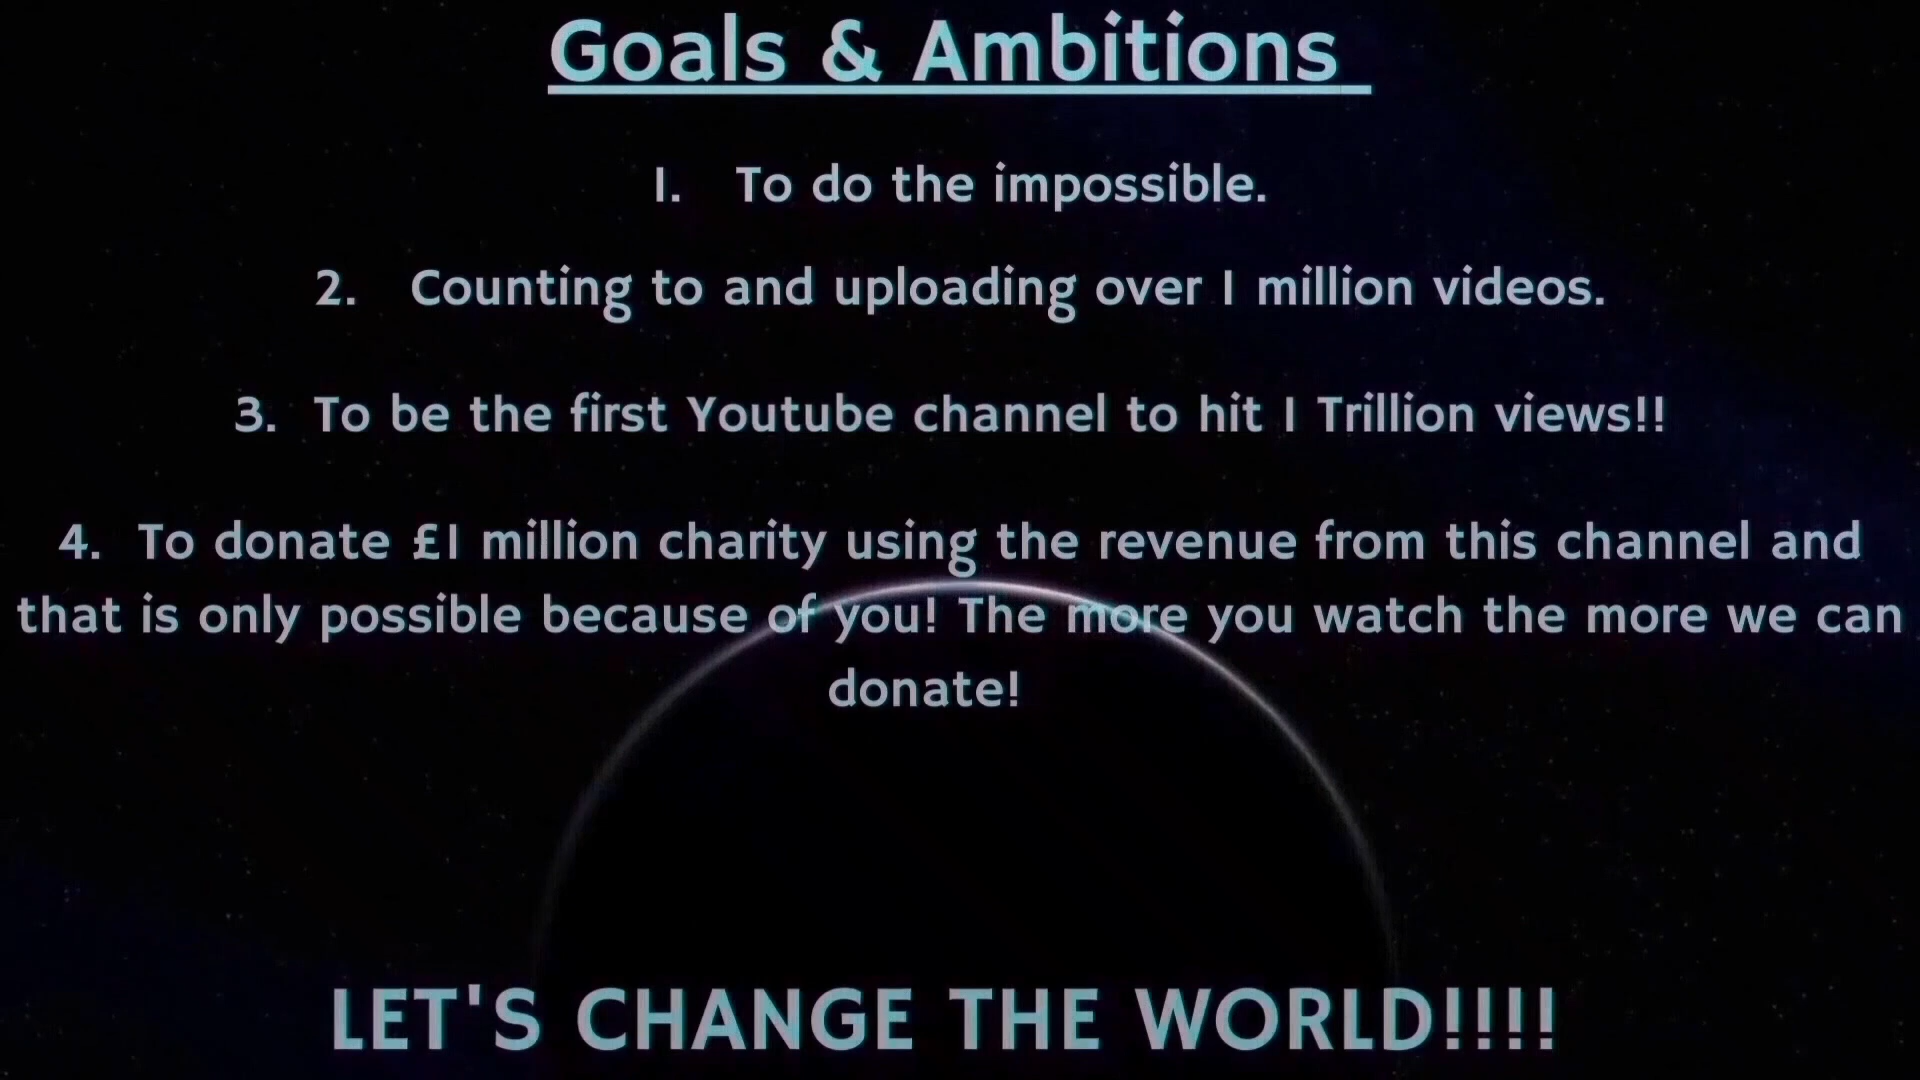 Goals & Ambitions
1. To do the impossible.
2. Counting to and uploading over 1 million videos.
3. To be the first Youtube channel to hit 1 Trillion views!!
4. To donate £1 million charity using the revenue from this channel and
that is only possible because of you! The more you watch the more we can
donate!
LET'S CHANGE THE WORLD!!!!